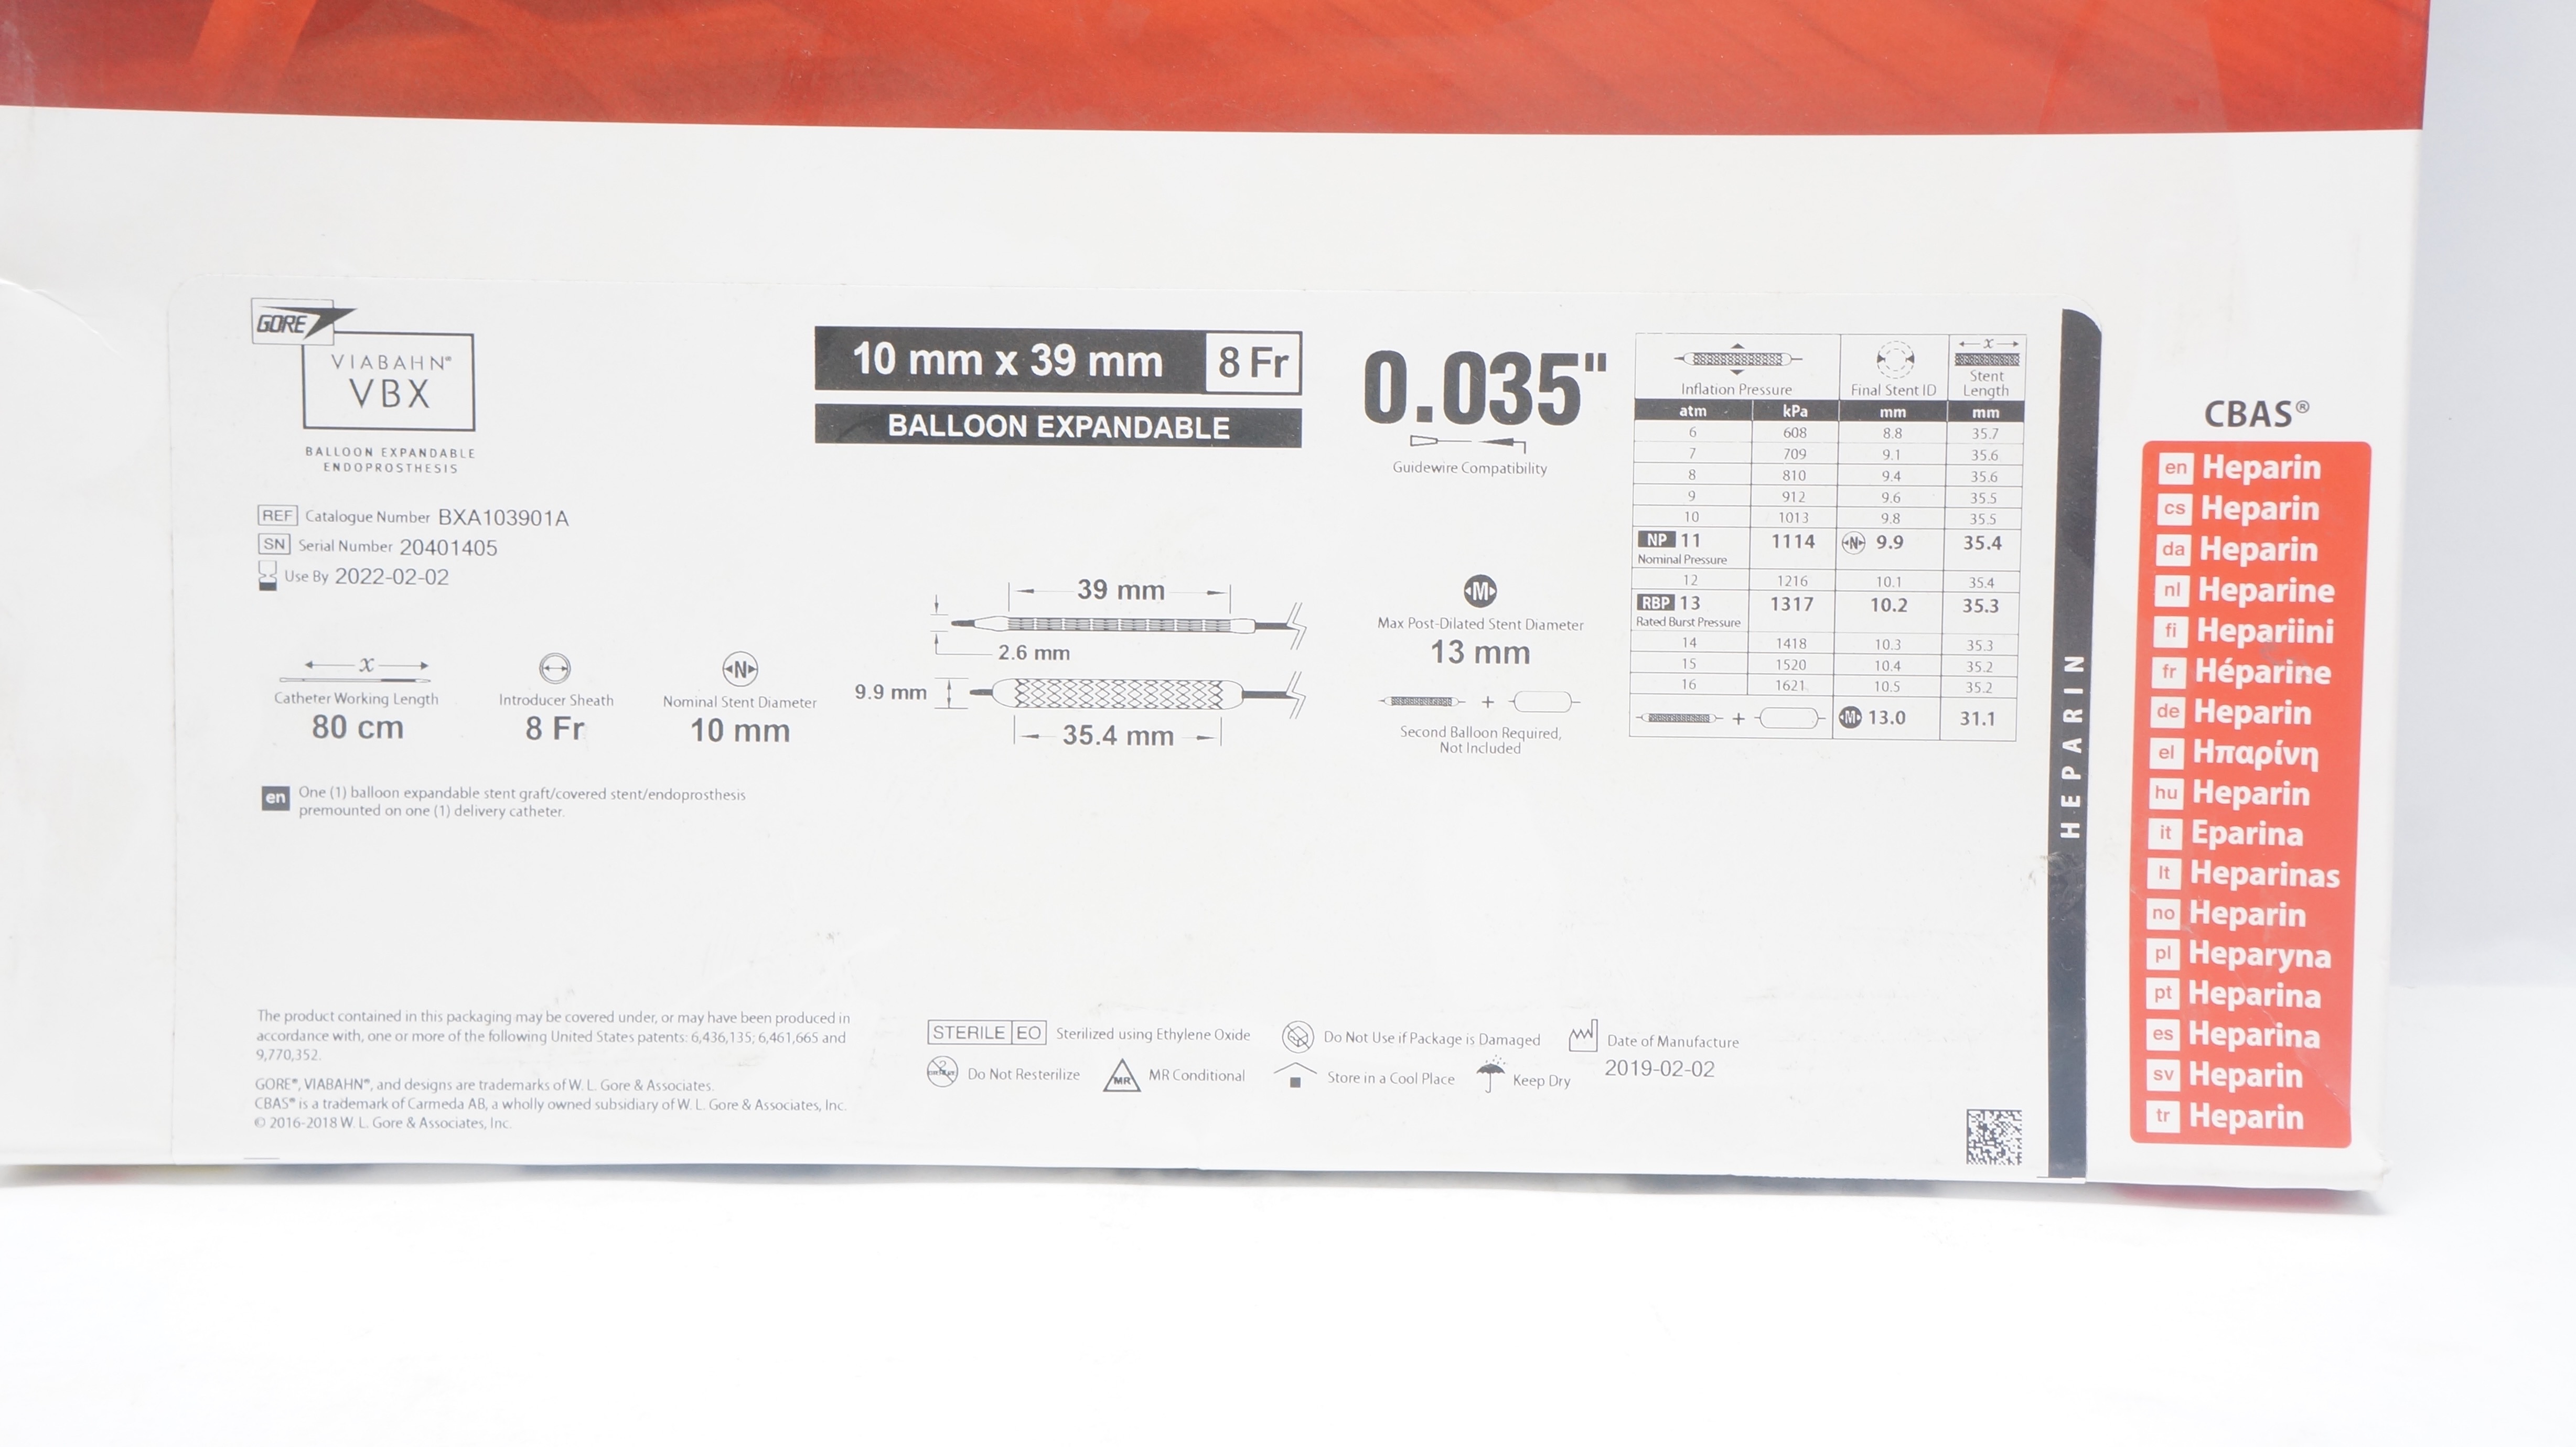 GORE
VIABAHN®
VBX
BALLOON EXPANDABLE
ENDOPROSTHESIS
REF Catalogue Number BXA103901A
SN Serial Number 20401405
Use By 2022-02-02
10 mm x 39 mm 8 Fr
BALLOON EXPANDABLE
0.035"
Guidewire Compatibility
x
Catheter Working Length
80 cm
Introducer Sheath
8 Fr
N
Nominal Stent Diameter
10 mm
39 mm
2.6 mm
9.9 mm
35.4 mm
M
Max Post-Dilated Stent Diameter
13 mm
+
Second Balloon Required,
Not Included
en One (1) balloon expandable stent graft/covered stent/endoprosthesis
premounted on one (1) delivery catheter.
x
Inflation Pressure Final Stent ID Stent Length
atm kPa mm mm
6 608 8.8 35.7
7 709 9.1 35.6
8 810 9.4 35.6
9 912 9.6 35.5
10 1013 9.8 35.5
NP 11 1114 N 9.9 35.4
Nominal Pressure
12 1216 10.1 35.4
RBP 13 1317 10.2 35.3
Rated Burst Pressure
14 1418 10.3 35.3
15 1520 10.4 35.2
16 1621 10.5 35.2
+ M 13.0 31.1
The product contained in this packaging may be covered under, or may have been produced in
accordance with, one or more of the following United States patents: 6,436,135; 6,461,665 and
9,770,352.
GORE®, VIABAHN®, and designs are trademarks of W. L. Gore & Associates.
CBAS® is a trademark of Carmeda AB, a wholly owned subsidiary of W. L. Gore & Associates, Inc.
© 2016-2018 W. L. Gore & Associates, Inc.
STERILE EO Sterilized using Ethylene Oxide
Do Not Use if Package is Damaged
Date of Manufacture
2019-02-02
2 Do Not Resterilize
MR MR Conditional
Store in a Cool Place
Keep Dry
HEPARIN
CBAS®
en Heparin
cs Heparin
da Heparin
nl Heparine
fi Hepariini
fr Héparine
de Heparin
el Ηπαρίνη
hu Heparin
it Eparina
lt Heparinas
no Heparin
pl Heparyna
pt Heparina
es Heparina
sv Heparin
tr Heparin